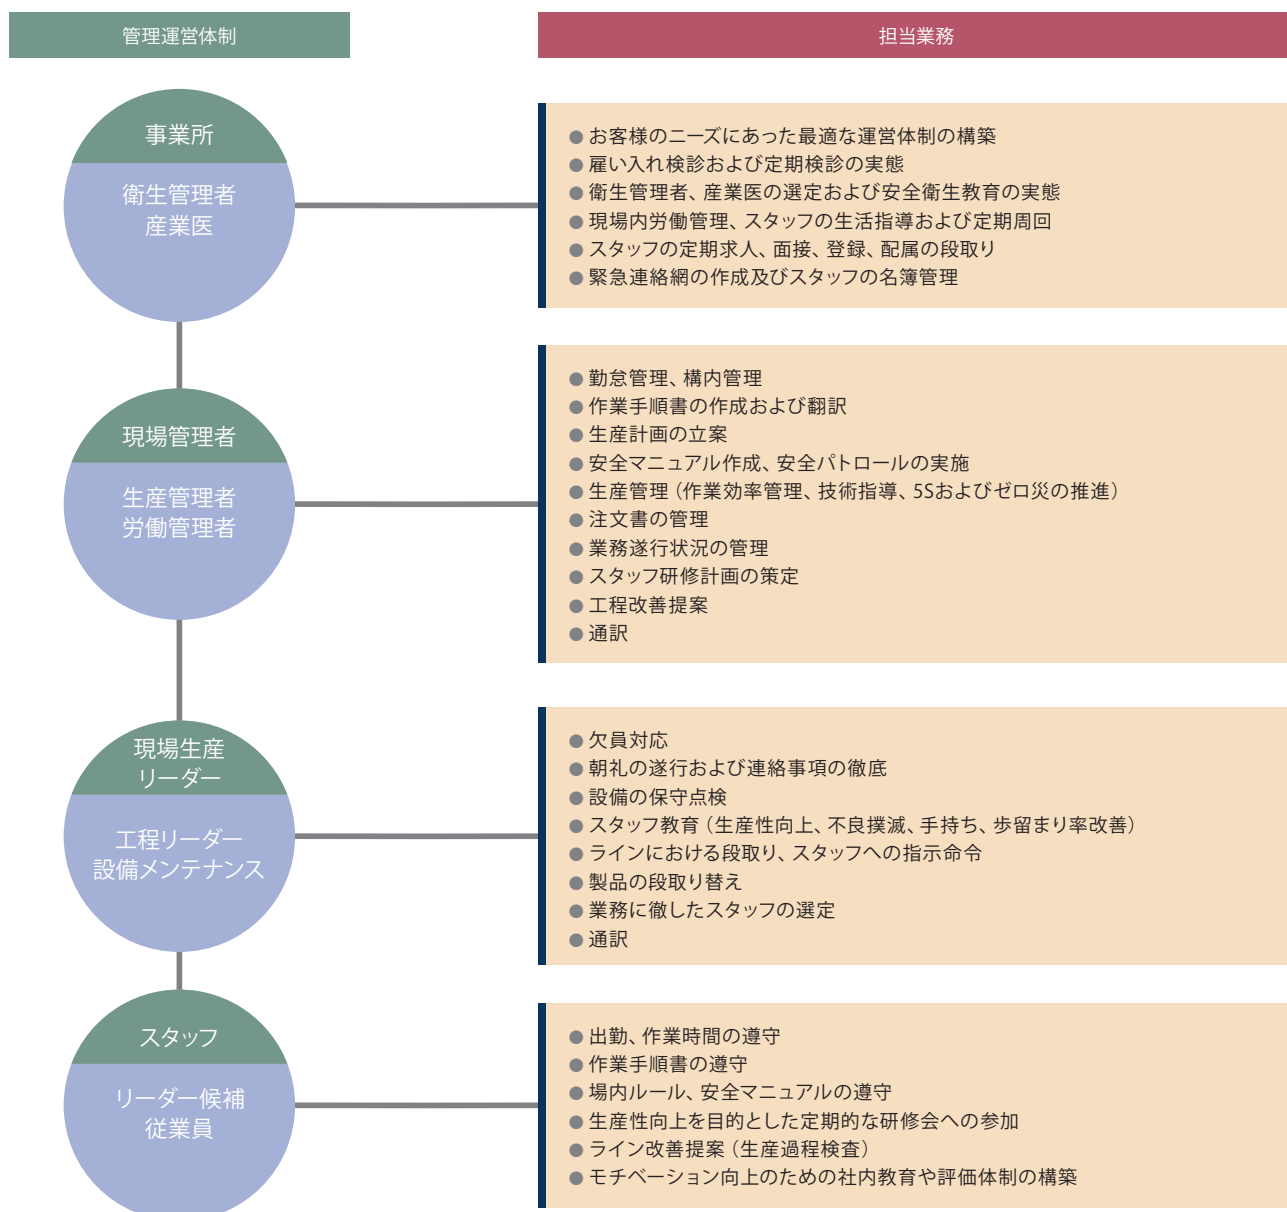 管理運営体制
担当業務
事業所
衛生管理者
産業医
●お客様のニーズにあった最適な運営体制の構築
●雇い入れ検診および定期検診の実態
●衛生管理者、産業医の選定および安全衛生教育の実態
●現場内労働管理、スタッフの生活指導および定期周回
●スタッフの定期求人、面接、登録、配属の段取り
●緊急連絡網の作成及びスタッフの名簿管理
現場管理者
生産管理者
労働管理者
●勤怠管理、構内管理
●作業手順書の作成および翻訳
●生産計画の立案
●安全マニュアル作成、安全パトロールの実施
●生産管理（作業効率管理、技術指導、5Sおよびゼロ災の推進）
●注文書の管理
●業務遂行状況の管理
●スタッフ研修計画の策定
●工程改善提案
●通訳
現場生産
リーダー
工程リーダー
設備メンテナンス
●欠員対応
●朝礼の遂行および連絡事項の徹底
●設備の保守点検
●スタッフ教育（生産性向上、不良撲滅、手持ち、歩留まり率改善）
●ラインにおける段取り、スタッフへの指示命令
●製品の段取り替え
●業務に徹したスタッフの選定
●通訳
スタッフ
リーダー候補
従業員
●出勤、作業時間の遵守
●作業手順書の遵守
●場内ルール、安全マニュアルの遵守
●生産性向上を目的とした定期的な研修会への参加
●ライン改善提案（生産過程検査）
●モチベーション向上のための社内教育や評価体制の構築